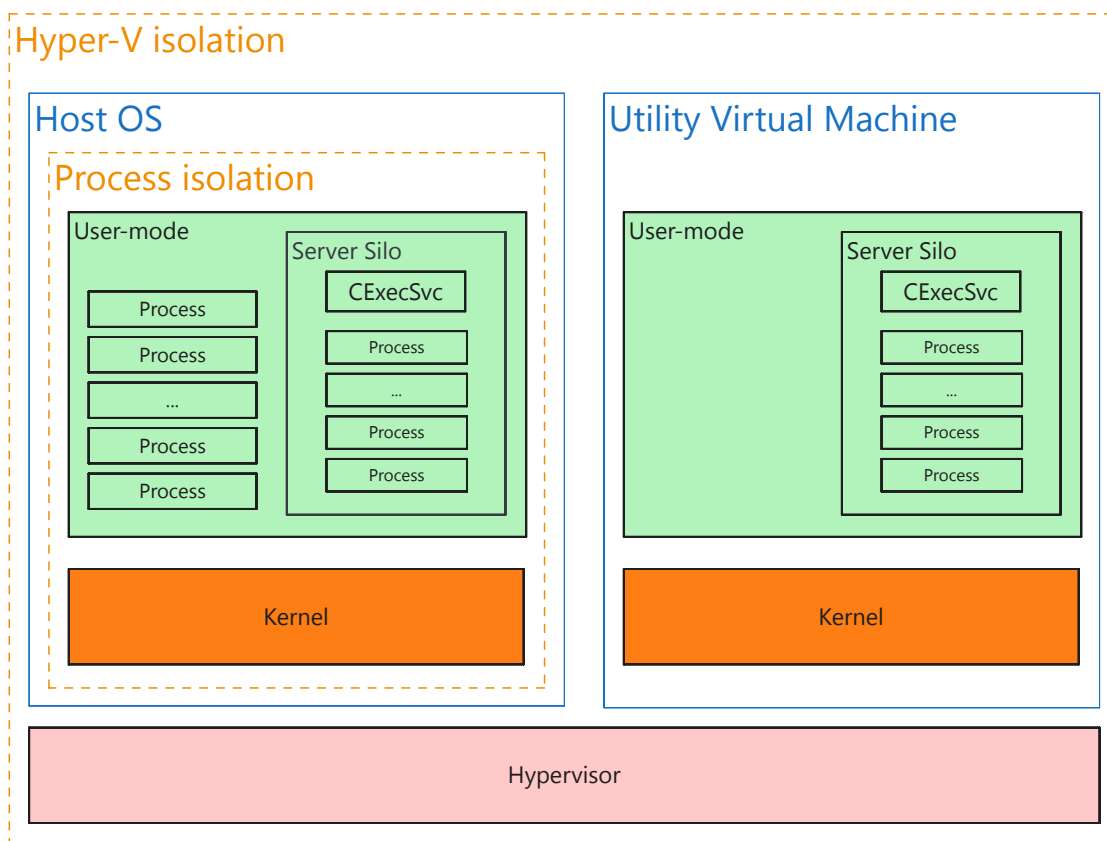 Hyper-V isolation
Host OS
Process isolation
User-mode
Process
Process
...
Process
Process
Server Silo
CExecSvc
Process
...
Process
Process
Kernel
Utility Virtual Machine
User-mode
Server Silo
CExecSvc
Process
...
Process
Process
Kernel
Hypervisor